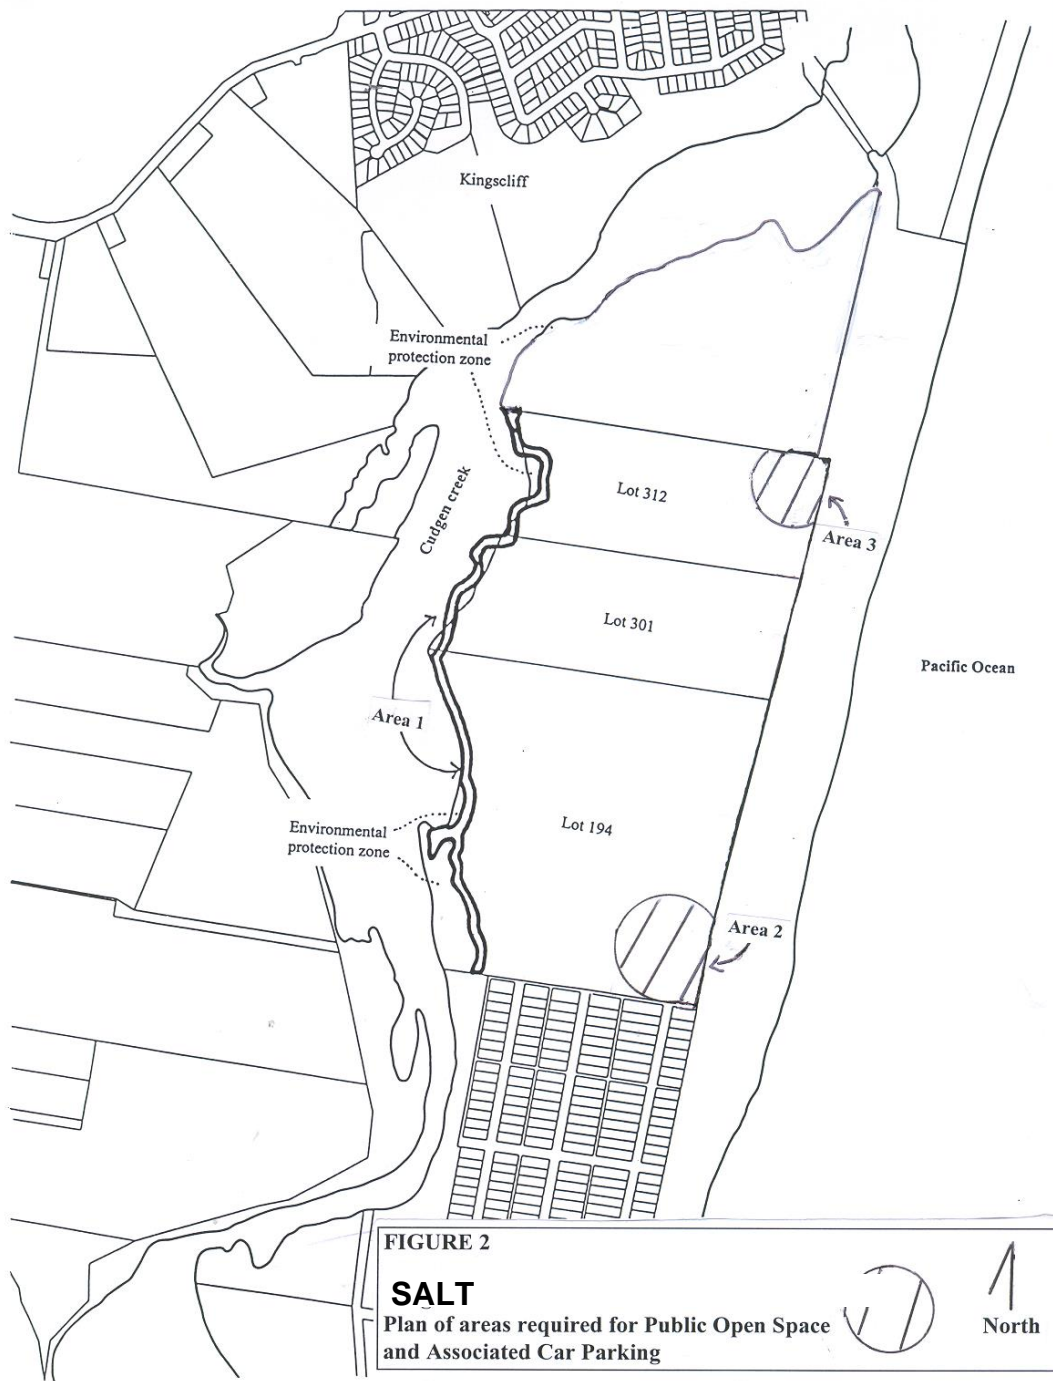 Kingscliff
Environmental
protection zone
Cudgen creek
Lot 312
Area 3
Lot 301
Pacific Ocean
Area 1
Lot 194
Environmental
protection zone
Area 2
FIGURE 2
SALT
Plan of areas required for Public Open Space
and Associated Car Parking
North